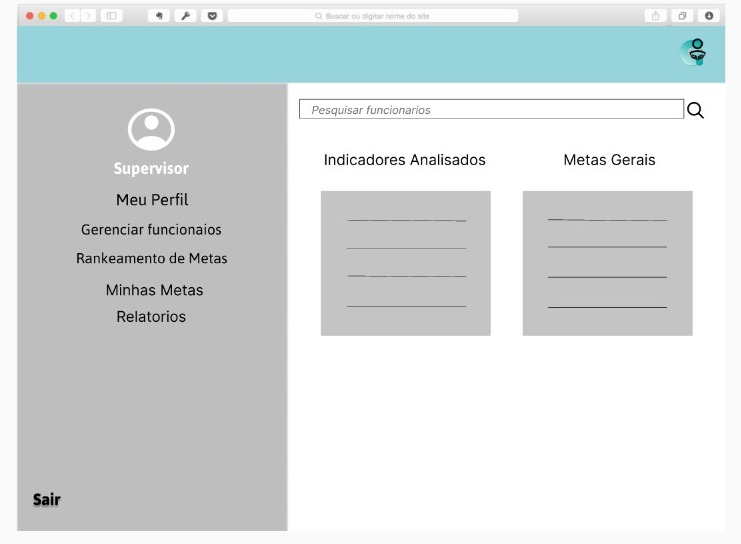 Buscar ou digitar nome do site
Pesquisar funcionarios
Supervisor
Meu Perfil
Gerenciar funcionaios
Rankeamento de Metas
Minhas Metas
Relatorios
Sair
Indicadores Analisados
Metas Gerais